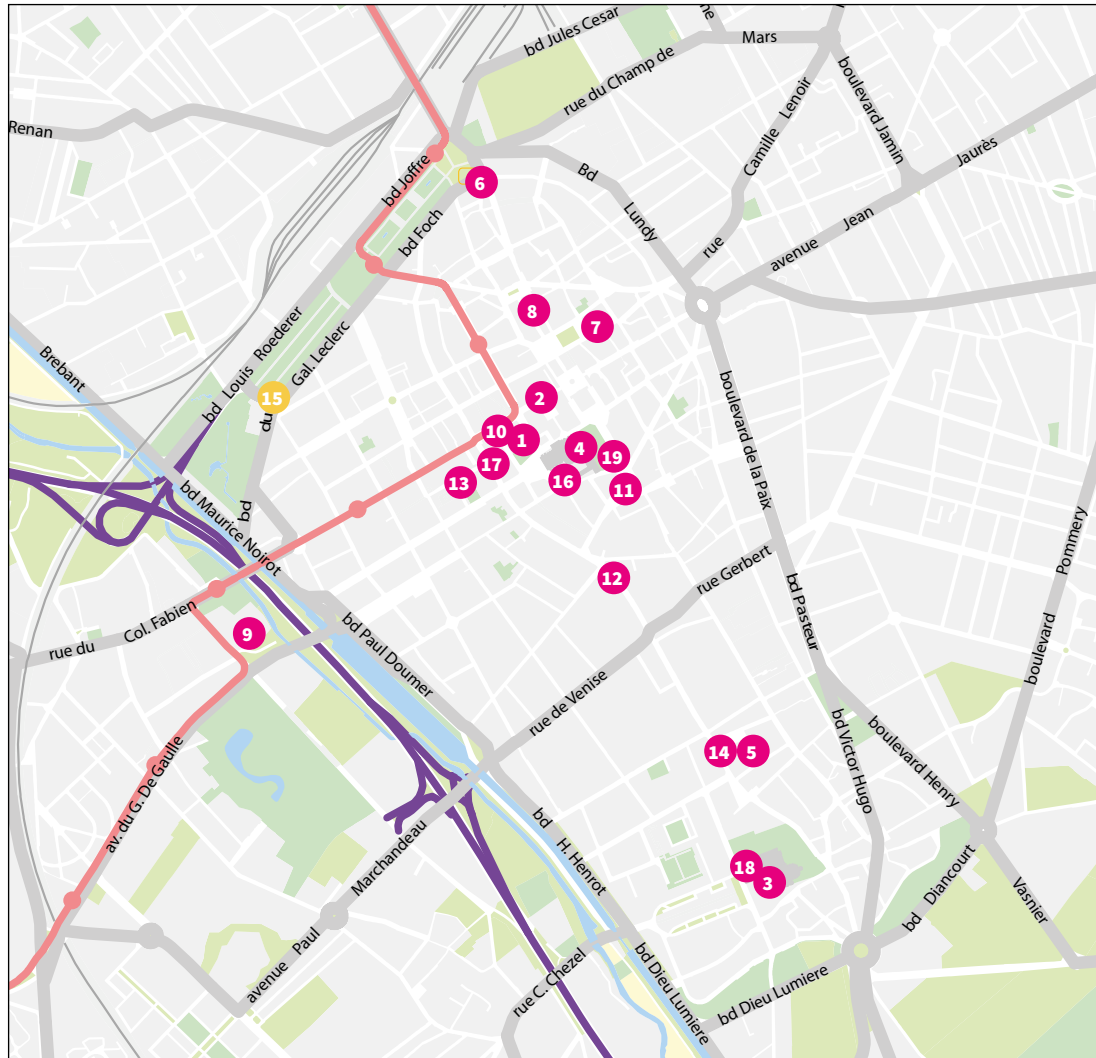 bd Jules Cesar
ne
Mars
rue du Champ de
boulevard Jamin
Camille Lenoir
rue
Renan
bd Joffre
6
bd Foch
Bd
Lundy
avenue Jean Jaurès
8
7
bd Louis Roederer
Gal. Leclerc
du
bd
15
Brebant
2
10
1
4
19
17
16
13
11
boulevard de la Paix
bd Maurice Noirot
12
rue Gerbert
bd Pasteur
Pommery
boulevard
rue du Col. Fabien
9
bd Paul Doumer
rue de Venise
14
5
bd Victor Hugo
boulevard Henry
Vasnier
av. du G. De Gaulle
Marchandeau
avenue Paul
bd H. Henrot
18
3
bd Diancourt
rue C. Chezel
bd Dieu Lumiere
bd Dieu Lumiere